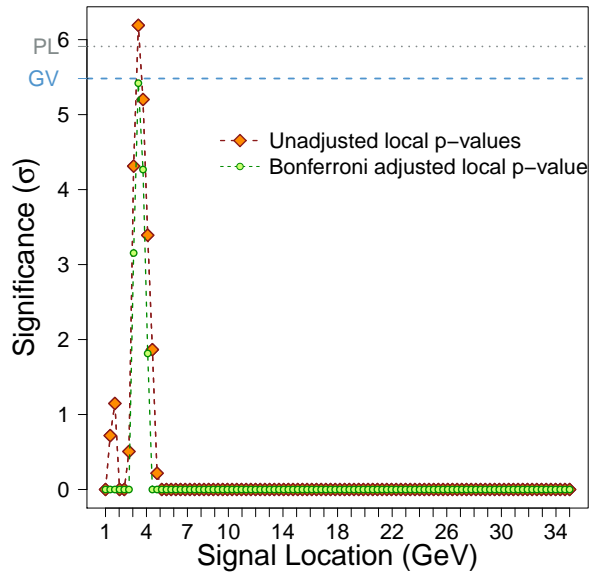 PL
GV
6
5
4
3
2
1
0
Significance (σ)
Unadjusted local p−values
Bonferroni adjusted local p−value
1 4 7 10 14 18 22 26 30 34
Signal Location (GeV)